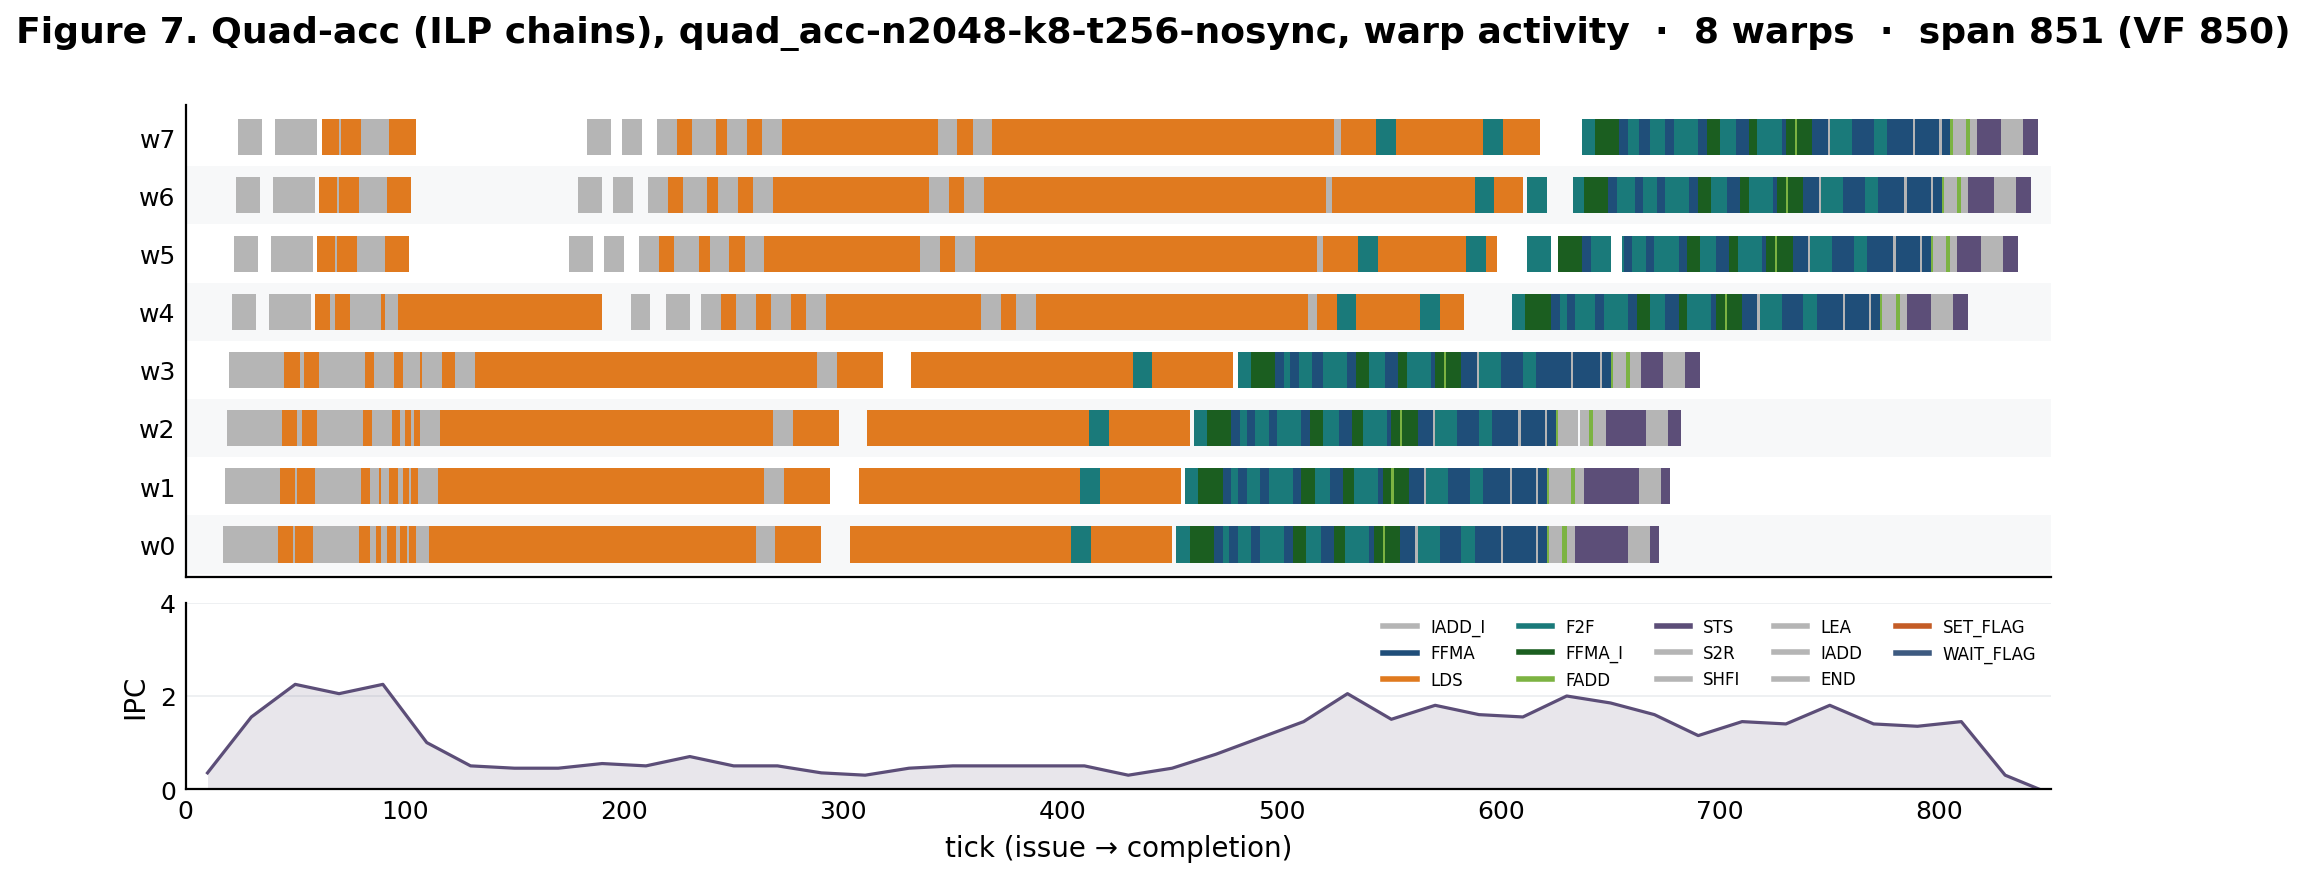 Figure 7. Quad-acc (ILP chains), quad_acc-n2048-k8-t256-nosync, warp activity · 8 warps · span 851 (VF 850)
w7
w6
w5
w4
w3
w2
w1
w0
4
2
0
IPC
IADD_I F2F STS LEA SET_FLAG
FFMA FFMA_I S2R IADD WAIT_FLAG
LDS FADD SHFI END
0 100 200 300 400 500 600 700 800
tick (issue → completion)